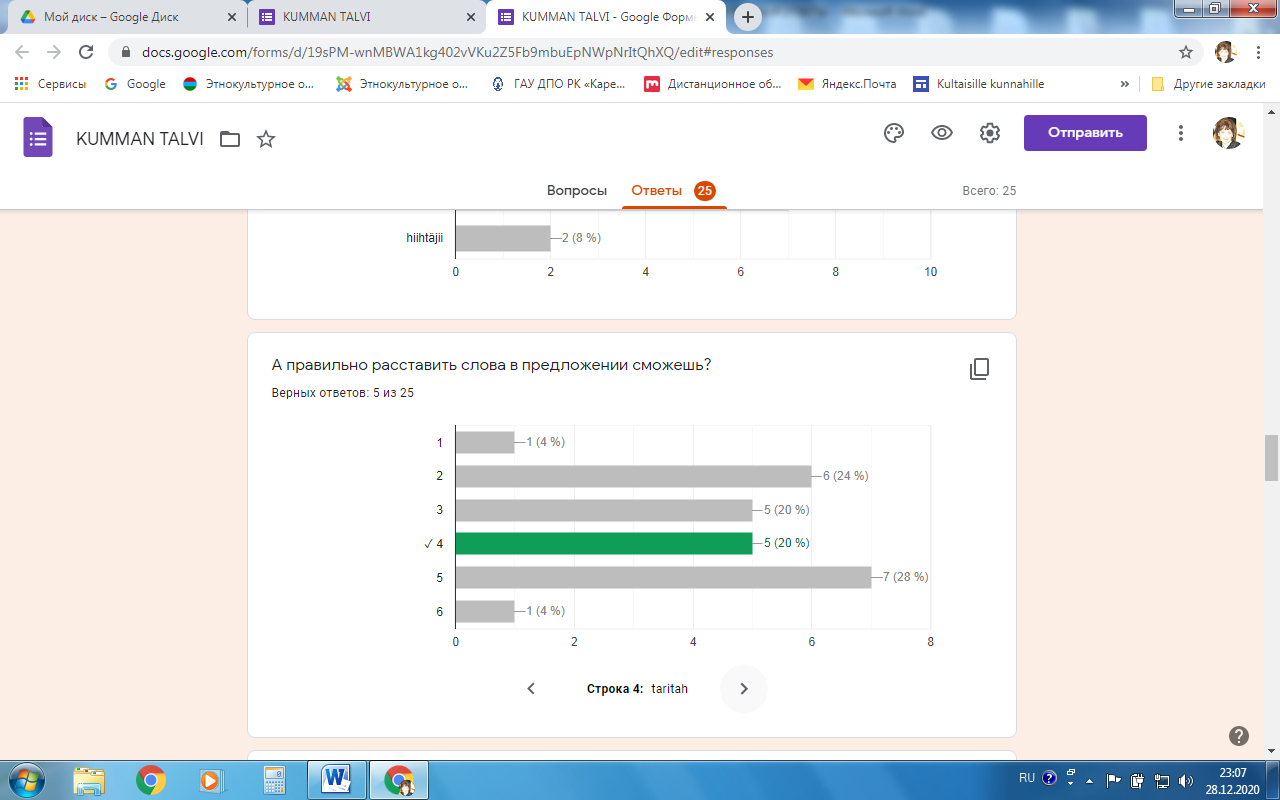 Мой диск – Google Диск
KUMMAN TALVI
KUMMAN TALVI - Google Форм
docs.google.com/forms/d/19sPM-wnMBWA1kg402vVKu2Z5Fb9mbuEpNWpNrItQhXQ/edit#responses
Сервисы
Google
Этнокультурное о...
Этнокультурное о...
ГАУ ДПО РК «Каре...
Дистанционное об...
Яндекс.Почта
Kultaisille kunnahille
»
Другие закладки
KUMMAN TALVI
Отправить
Вопросы
Ответы 25
Всего: 25
hiihtäjii
2 (8 %)
0 2 4 6 8 10
А правильно расставить слова в предложении сможешь?
Верных ответов: 5 из 25
1 1 (4 %)
2 6 (24 %)
3 5 (20 %)
✓ 4 5 (20 %)
5 7 (28 %)
6 1 (4 %)
0 2 4 6 8
Строка 4: taritah
RU
23:07
28.12.2020